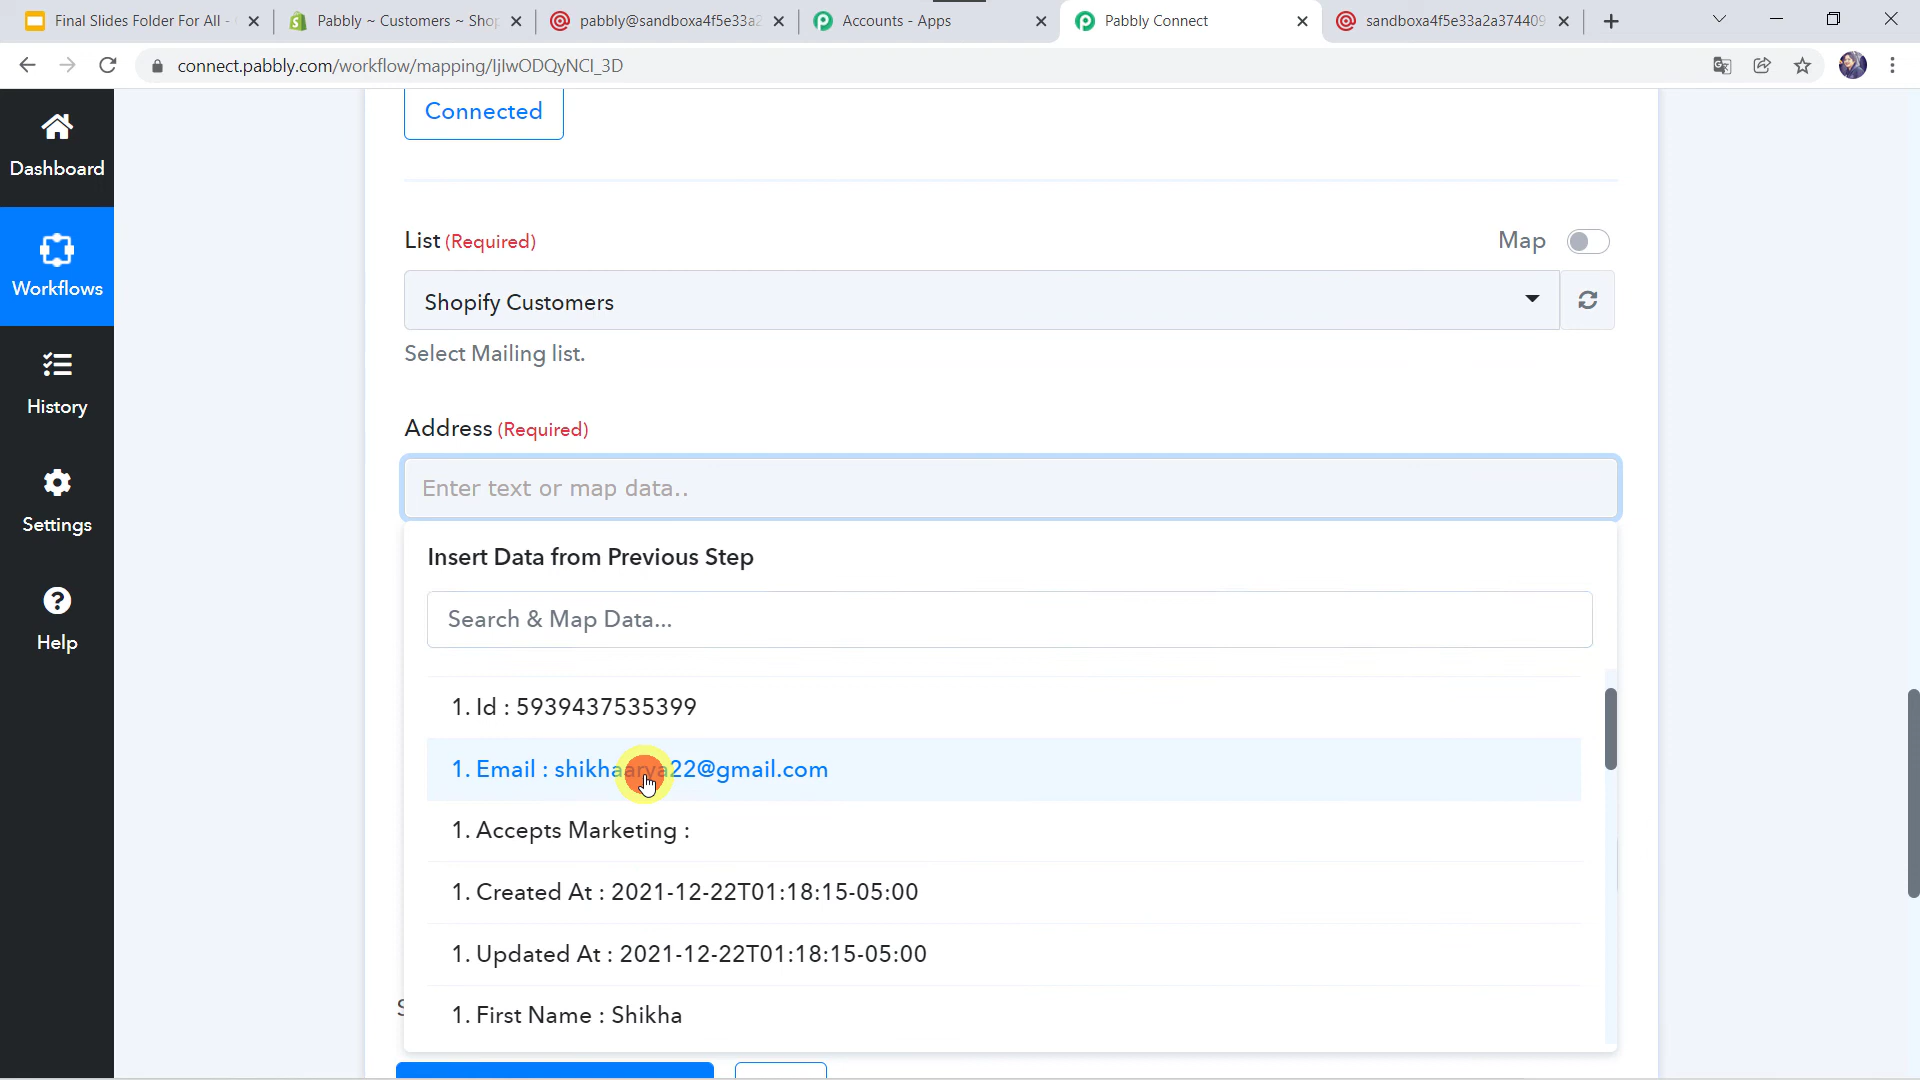 Final Slides Folder For All -
Pabbly ~ Customers ~ Shop
pabbly@sandboxa4f5e33a2
Accounts - Apps
Pabbly Connect
sandboxa4f5e33a2a374409
connect.pabbly.com/workflow/mapping/IjIwODQyNCI_3D
Dashboard
Workflows
History
Settings
Help
Connected
List (Required)
Map
Shopify Customers
Select Mailing list.
Address (Required)
Enter text or map data..
Insert Data from Previous Step
Search & Map Data...
1. Id : 5939437535399
1. Email : shikhaarya22@gmail.com
1. Accepts Marketing :
1. Created At : 2021-12-22T01:18:15-05:00
1. Updated At : 2021-12-22T01:18:15-05:00
1. First Name : Shikha